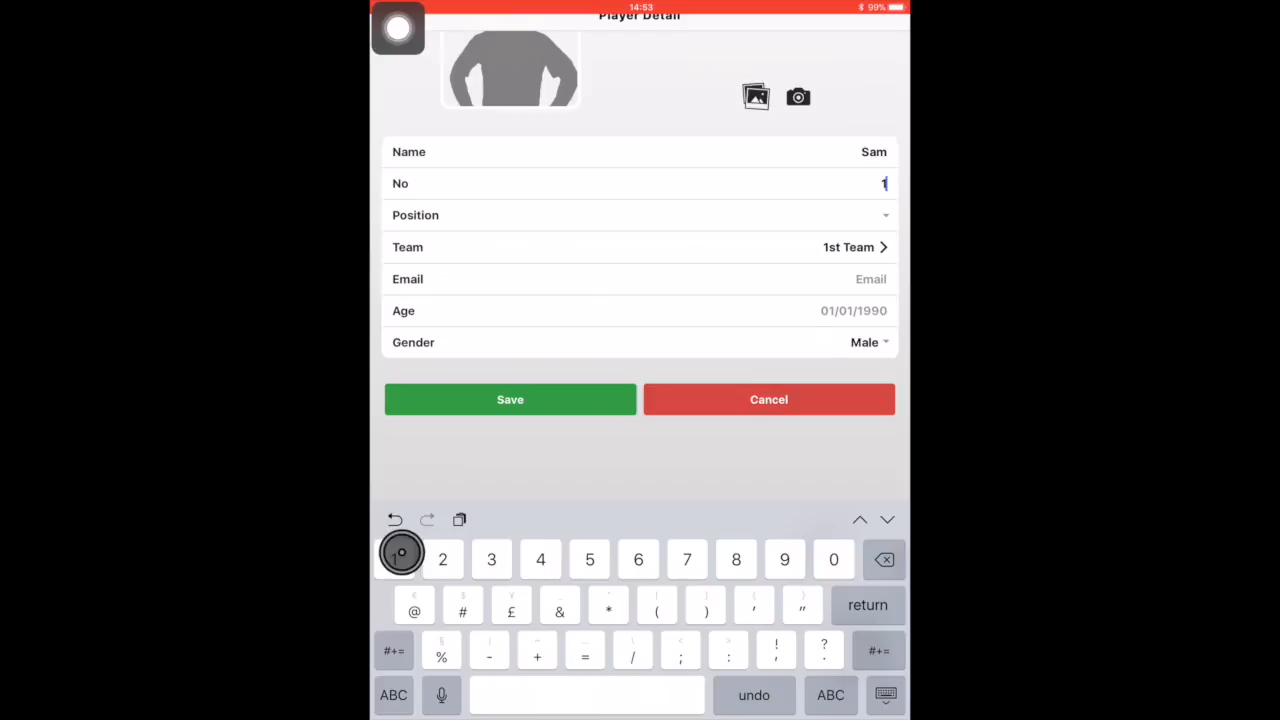 14:53
99%
Player Detail
Name Sam
No 1
Position
Team 1st Team
Email Email
Age 01/01/1990
Gender Male
Save Cancel
1 2 3 4 5 6 7 8 9 0
€ $ ¥ _ ^ [ ] { }
@ # £ & * ( ) ' "
return
§ | ~ … \ < > ! ?
#+= % - + = / ; : , . #+=
ABC undo ABC